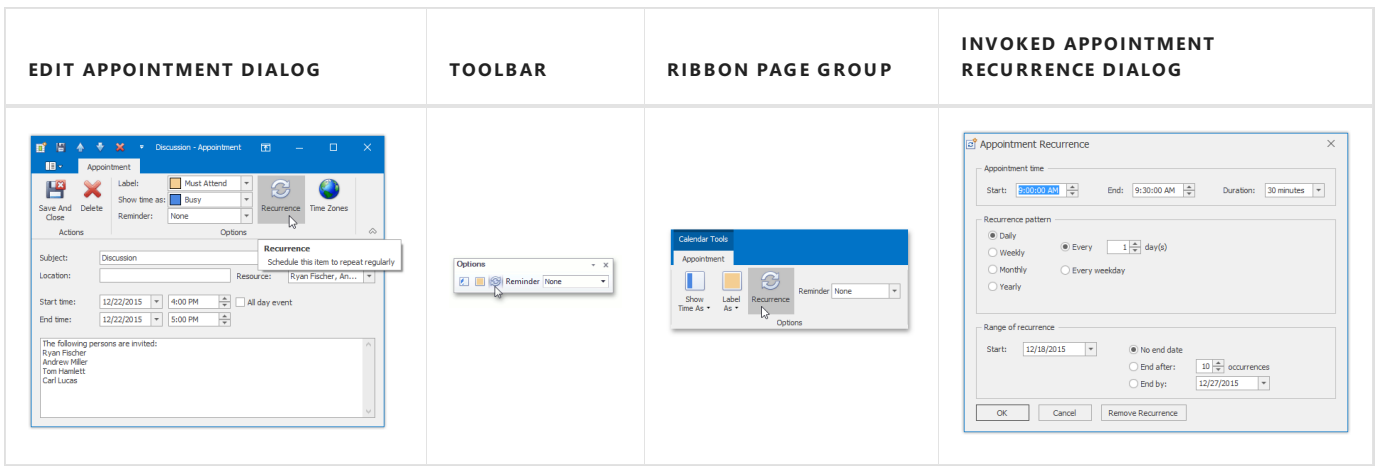 EDIT APPOINTMENT DIALOG
TOOLBAR
RIBBON PAGE GROUP
INVOKED APPOINTMENT
RECURRENCE DIALOG
Discussion - Appointment
Appointment
Save And
Close
Delete
Actions
Label:
Must Attend
Show time as:
Busy
Reminder:
None
Recurrence
Time Zones
Options
Recurrence
Schedule this item to repeat regularly
Subject:
Discussion
Location:
Resource:
Ryan Fischer, An...
Start time:
12/22/2015
4:00 PM
All day event
End time:
12/22/2015
5:00 PM
The following persons are invited:
Ryan Fischer
Andrew Miller
Tom Hamlett
Carl Lucas
Options
Reminder
None
Calendar Tools
Appointment
Show
Time As
Label
As
Recurrence
Reminder
None
Options
Appointment Recurrence
Appointment time
Start:
9:00:00 AM
End:
9:30:00 AM
Duration:
30 minutes
Recurrence pattern
Daily
Weekly
Monthly
Yearly
Every
1
day(s)
Every weekday
Range of recurrence
Start:
12/18/2015
No end date
End after:
10
occurrences
End by:
12/27/2015
OK
Cancel
Remove Recurrence